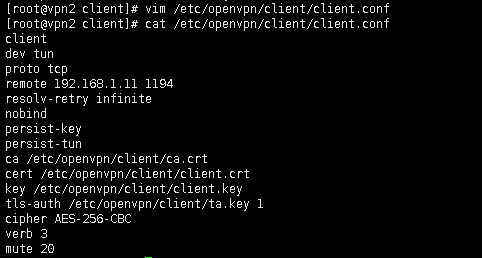 [root@vpn2 client]# vim /etc/openvpn/client/client.conf
[root@vpn2 client]# cat /etc/openvpn/client/client.conf
client
dev tun
proto tcp
remote 192.168.1.11 1194
resolv-retry infinite
nobind
persist-key
persist-tun
ca /etc/openvpn/client/ca.crt
cert /etc/openvpn/client/client.crt
key /etc/openvpn/client/client.key
tls-auth /etc/openvpn/client/ta.key 1
cipher AES-256-CBC
verb 3
mute 20